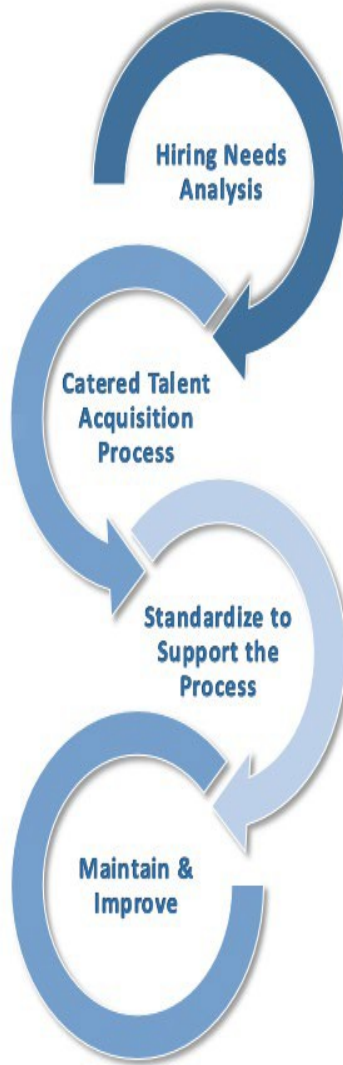 Hiring Needs
Analysis
Catered Talent
Acquisition
Process
Standardize to
Support the
Process
Maintain &
Improve